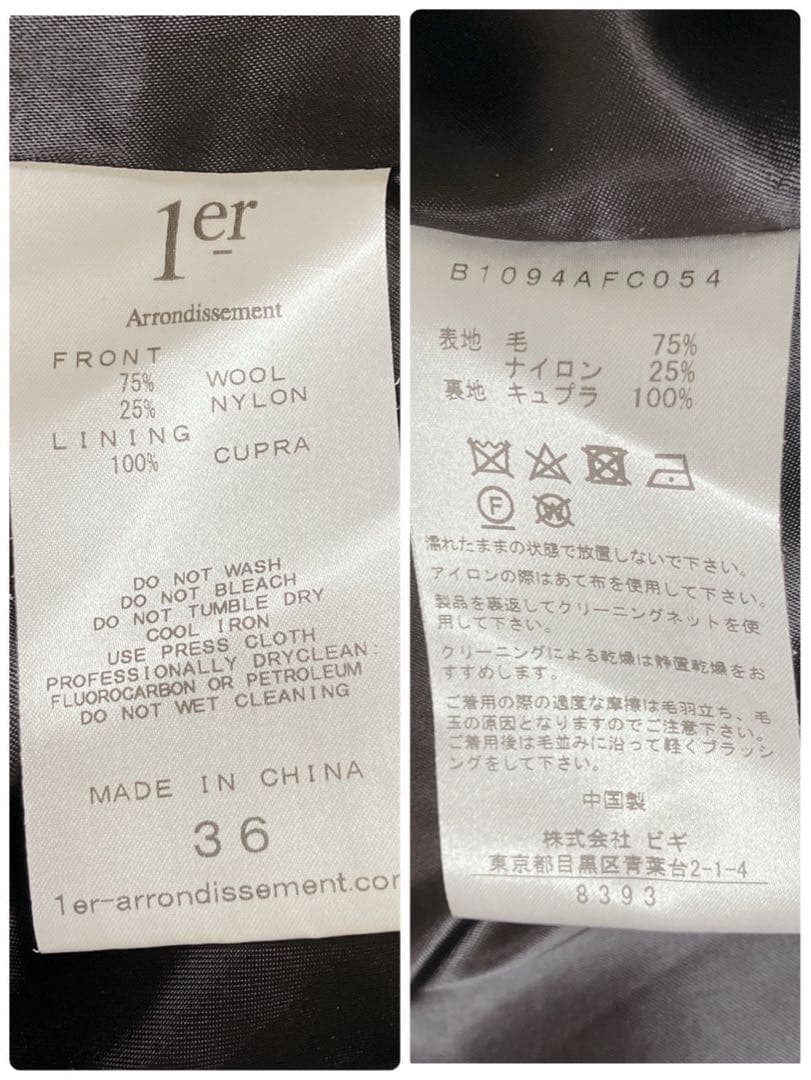 1er
Arrondissement
FRONT
75% WOOL
25% NYLON
LINING
100% CUPRA
DO NOT WASH
DO NOT BLEACH
DO NOT TUMBLE DRY
COOL IRON
USE PRESS CLOTH
PROFESSIONALLY DRYCLEAN:
FLUOROCARBON OR PETROLEUM
DO NOT WET CLEANING
MADE IN CHINA
36
1er-arrondissement.com
B1094AFC054
表地 毛 75%
ナイロン 25%
裏地 キュプラ 100%
F W
濡れたままの状態で放置しないで下さい。
アイロンの際はあて布を使用して下さい。
製品を裏返してクリーニングネットを使
用して下さい。
クリーニングによる乾燥は静置乾燥をお
すすめします。
ご着用の際の過度な摩擦は毛羽立ち、毛
玉の原因となりますのでご注意下さい。
ご着用後は毛並みに沿って軽くブラッシ
ングをして下さい。
中国製
株式会社 ビギ
東京都目黒区青葉台2-1-4
8393